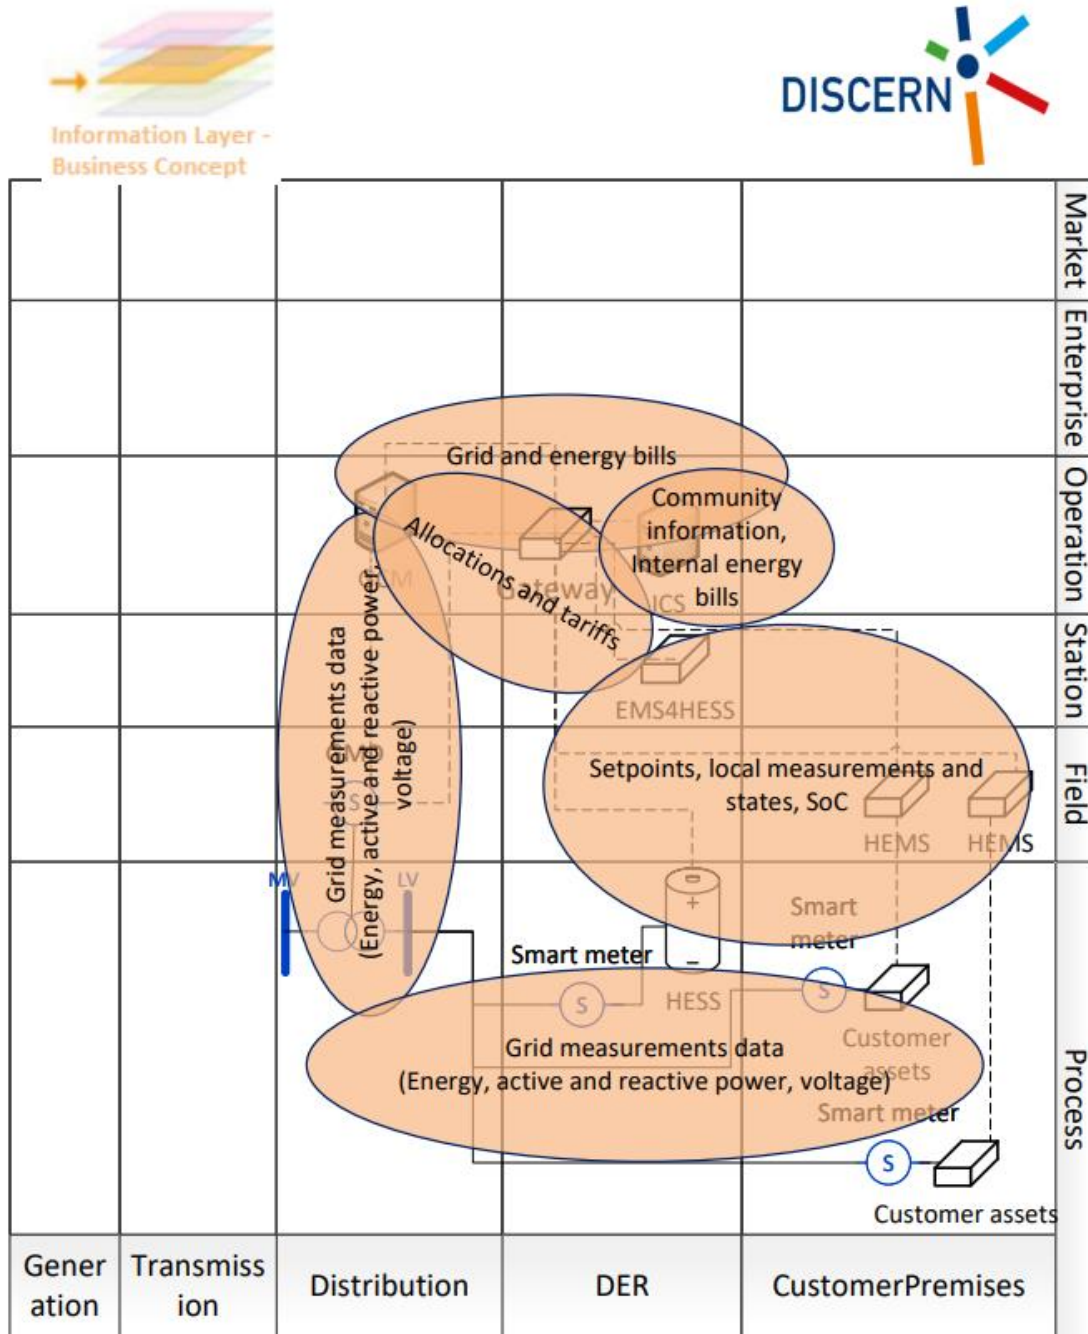 Information Layer -
Business Concept
DISCERN
Market
Enterprise
Operation
Station
Field
Process
Grid and energy bills
Community
information,
Internal energy
bills
Allocations and tariffs
Gateway
ICS
Grid measurements data
(Energy, active and reactive power,
voltage)
EMS4HESS
Setpoints, local measurements and
states, SoC
S
HEMS
HEMS
MV
LV
+
Smart
meter
Smart meter
–
S
HESS
S
Customer
assets
Grid measurements data
(Energy, active and reactive power, voltage)
Smart meter
S
Customer assets
Gener
ation
Transmiss
ion
Distribution
DER
CustomerPremises